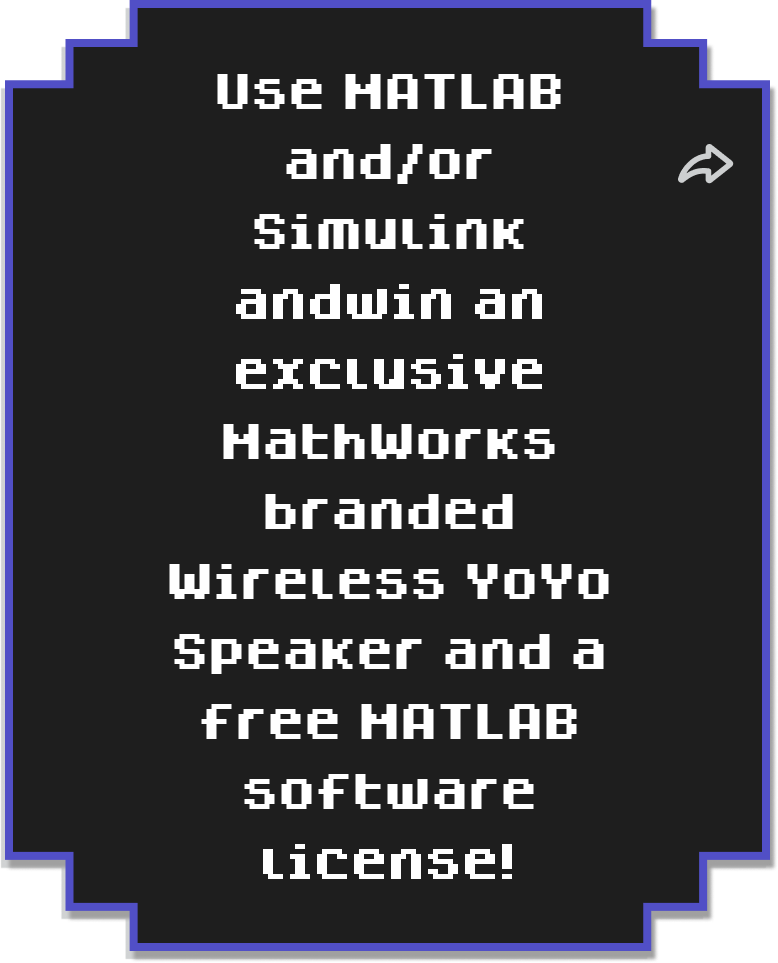 Use MATLAB
and/or
Simulink
andwin an
exclusive
MathWorks
branded
Wireless YoYo
Speaker and a
free MATLAB
software
license!